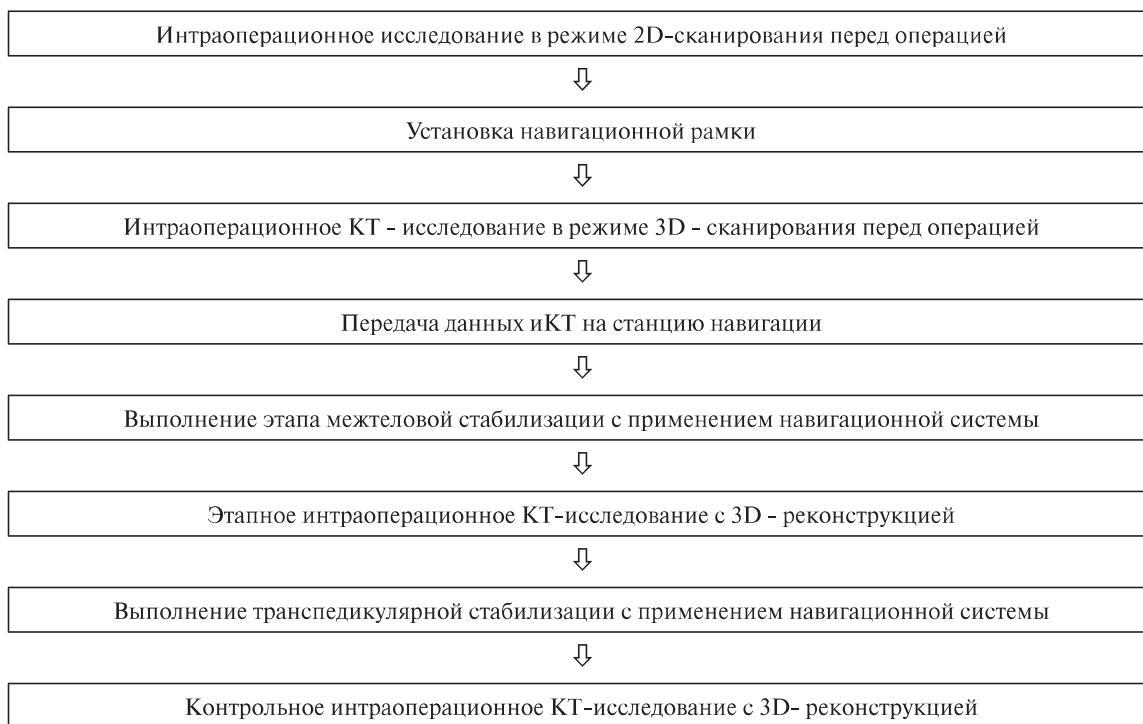 Интраоперационное исследование в режиме 2D-сканирования перед операцией
Установка навигационной рамки
Интраоперационное КТ - исследование в режиме 3D - сканирования перед операцией
Передача данных иКТ на станцию навигации
Выполнение этапа межтеловой стабилизации с применением навигационной системы
Этапное интраоперационное КТ-исследование с 3D - реконструкцией
Выполнение транспедикулярной стабилизации с применением навигационной системы
Контрольное интраоперационное КТ-исследование с 3D- реконструкцией